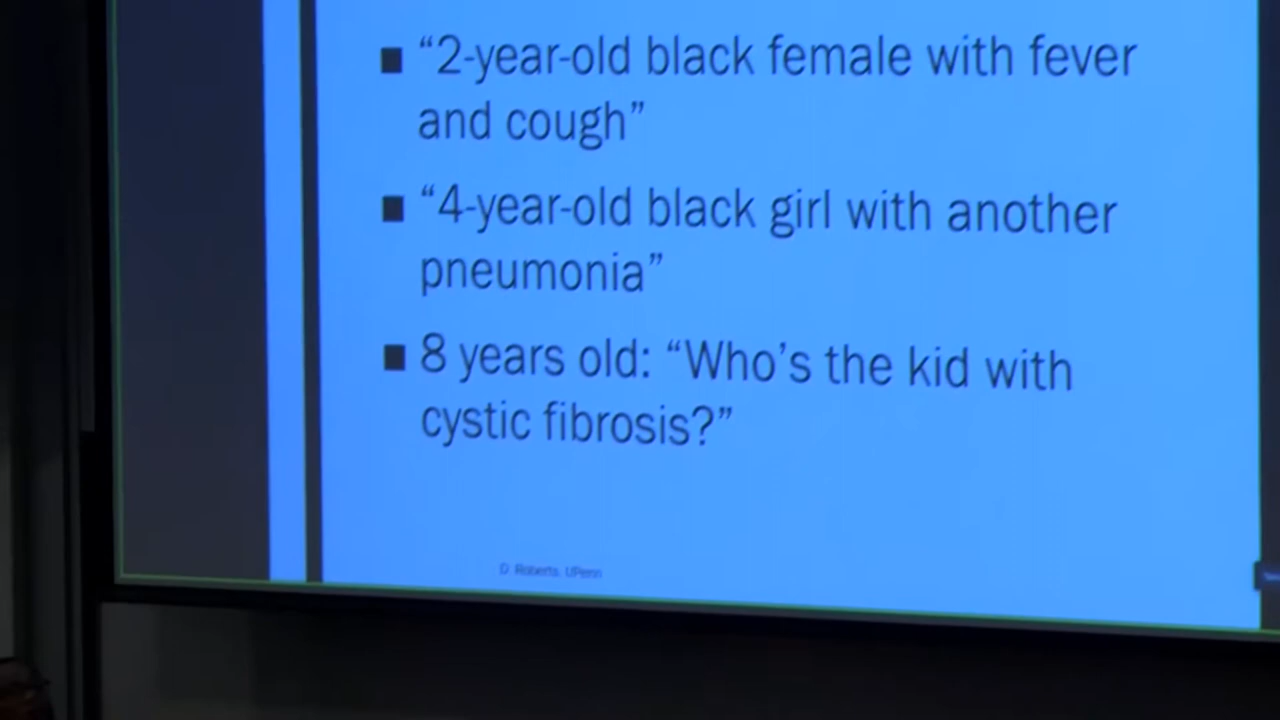 ■ “2-year-old black female with fever
and cough”
■ “4-year-old black girl with another
pneumonia”
■ 8 years old: “Who’s the kid with
cystic fibrosis?”
D. Roberts, UPenn